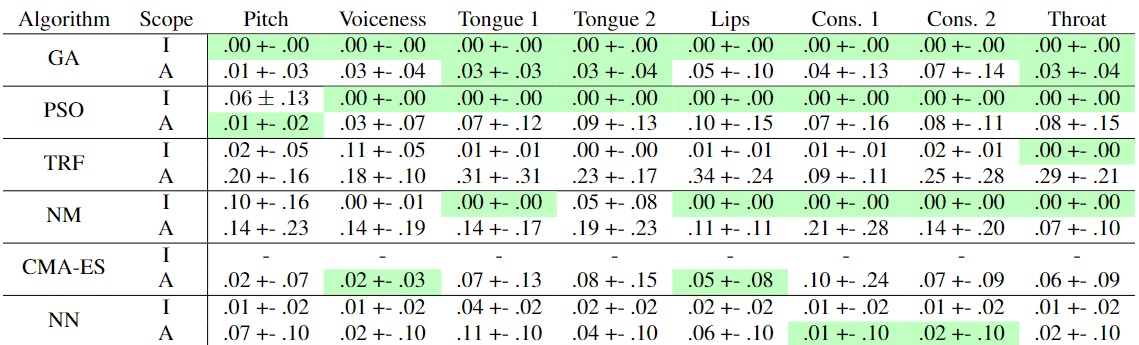 Algorithm Scope Pitch Voiceness Tongue 1 Tongue 2 Lips Cons. 1 Cons. 2 Throat
GA I .00 +- .00 .00 +- .00 .00 +- .00 .00 +- .00 .00 +- .00 .00 +- .00 .00 +- .00 .00 +- .00
A .01 +- .03 .03 +- .04 .03 +- .03 .03 +- .04 .05 +- .10 .04 +- .13 .07 +- .14 .03 +- .04
PSO I .06 ± .13 .00 +- .00 .00 +- .00 .00 +- .00 .00 +- .00 .00 +- .00 .00 +- .00 .00 +- .00
A .01 +- .02 .03 +- .07 .07 +- .12 .09 +- .13 .10 +- .15 .07 +- .16 .08 +- .11 .08 +- .15
TRF I .02 +- .05 .11 +- .05 .01 +- .01 .00 +- .00 .01 +- .01 .01 +- .01 .02 +- .01 .00 +- .00
A .20 +- .16 .18 +- .10 .31 +- .31 .23 +- .17 .34 +- .24 .09 +- .11 .25 +- .28 .29 +- .21
NM I .10 +- .16 .00 +- .01 .00 +- .00 .05 +- .08 .00 +- .00 .00 +- .00 .00 +- .00 .00 +- .00
A .14 +- .23 .14 +- .19 .14 +- .17 .19 +- .23 .11 +- .11 .21 +- .28 .14 +- .20 .07 +- .10
CMA-ES I - - - - - - - -
A .02 +- .07 .02 +- .03 .07 +- .13 .08 +- .15 .05 +- .08 .10 +- .24 .07 +- .09 .06 +- .09
NN I .01 +- .02 .01 +- .02 .04 +- .02 .02 +- .02 .02 +- .02 .01 +- .02 .01 +- .02 .01 +- .02
A .07 +- .10 .02 +- .10 .11 +- .10 .04 +- .10 .06 +- .10 .01 +- .10 .02 +- .10 .02 +- .10